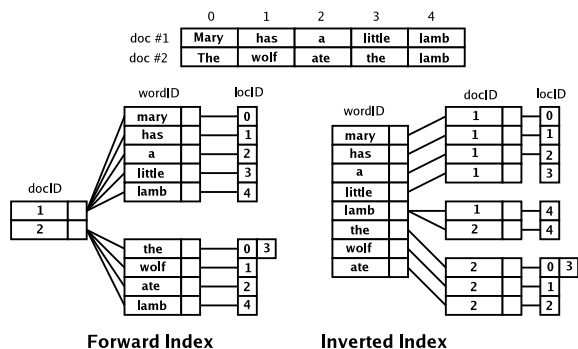 0 1 2 3 4
doc #1 Mary has a little lamb
doc #2 The wolf ate the lamb
wordID locID
mary 0
has 1
a 2
little 3
lamb 4
docID
1
2
the 0 3
wolf 1
ate 2
lamb 4
Forward Index
docID locID
wordID
mary 1 0
has 1 1
a 1 2
little 1 3
lamb 1 4
2 4
the 2 0 3
wolf 2 1
ate 2 2
Inverted Index